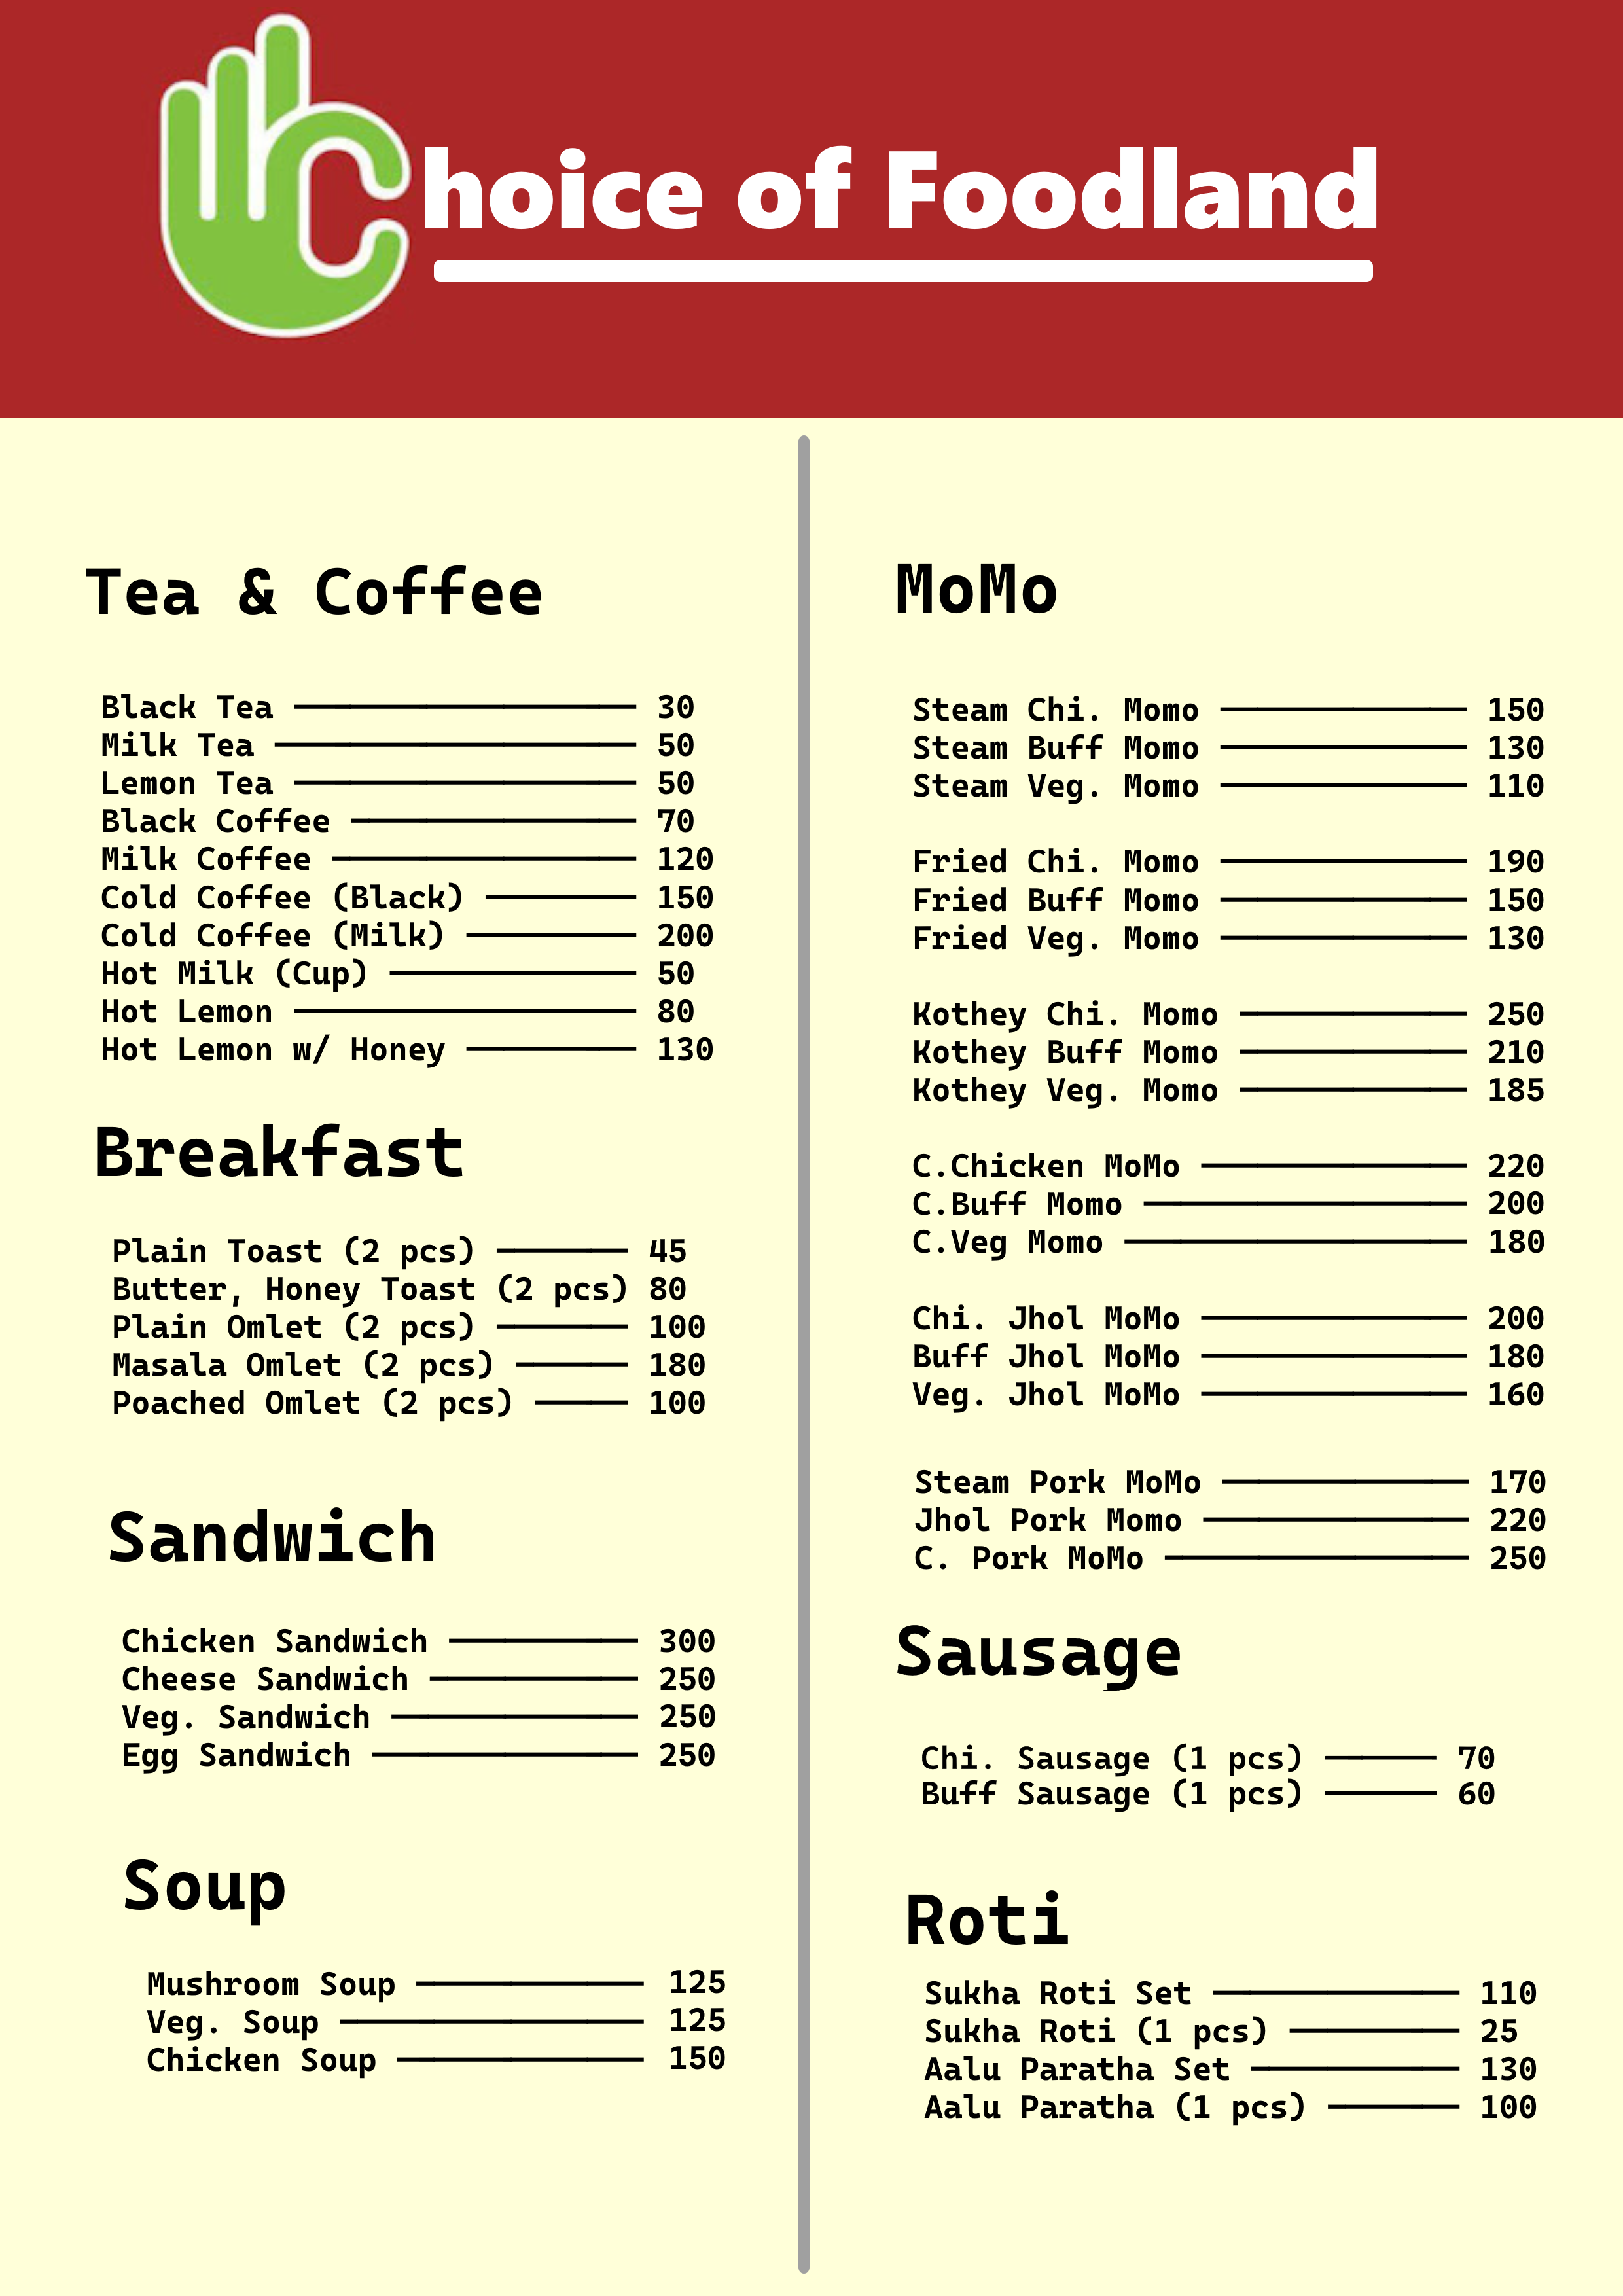 Choice of Foodland
Tea & Coffee
Black Tea 30
Milk Tea 50
Lemon Tea 50
Black Coffee 70
Milk Coffee 120
Cold Coffee (Black) 150
Cold Coffee (Milk) 200
Hot Milk (Cup) 50
Hot Lemon 80
Hot Lemon w/ Honey 130
Breakfast
Plain Toast (2 pcs) 45
Butter, Honey Toast (2 pcs) 80
Plain Omlet (2 pcs) 100
Masala Omlet (2 pcs) 180
Poached Omlet (2 pcs) 100
Sandwich
Chicken Sandwich 300
Cheese Sandwich 250
Veg. Sandwich 250
Egg Sandwich 250
Soup
Mushroom Soup 125
Veg. Soup 125
Chicken Soup 150
MoMo
Steam Chi. Momo 150
Steam Buff Momo 130
Steam Veg. Momo 110
Fried Chi. Momo 190
Fried Buff Momo 150
Fried Veg. Momo 130
Kothey Chi. Momo 250
Kothey Buff Momo 210
Kothey Veg. Momo 185
C.Chicken MoMo 220
C.Buff Momo 200
C.Veg Momo 180
Chi. Jhol MoMo 200
Buff Jhol MoMo 180
Veg. Jhol MoMo 160
Steam Pork MoMo 170
Jhol Pork Momo 220
C. Pork MoMo 250
Sausage
Chi. Sausage (1 pcs) 70
Buff Sausage (1 pcs) 60
Roti
Sukha Roti Set 110
Sukha Roti (1 pcs) 25
Aalu Paratha Set 130
Aalu Paratha (1 pcs) 100